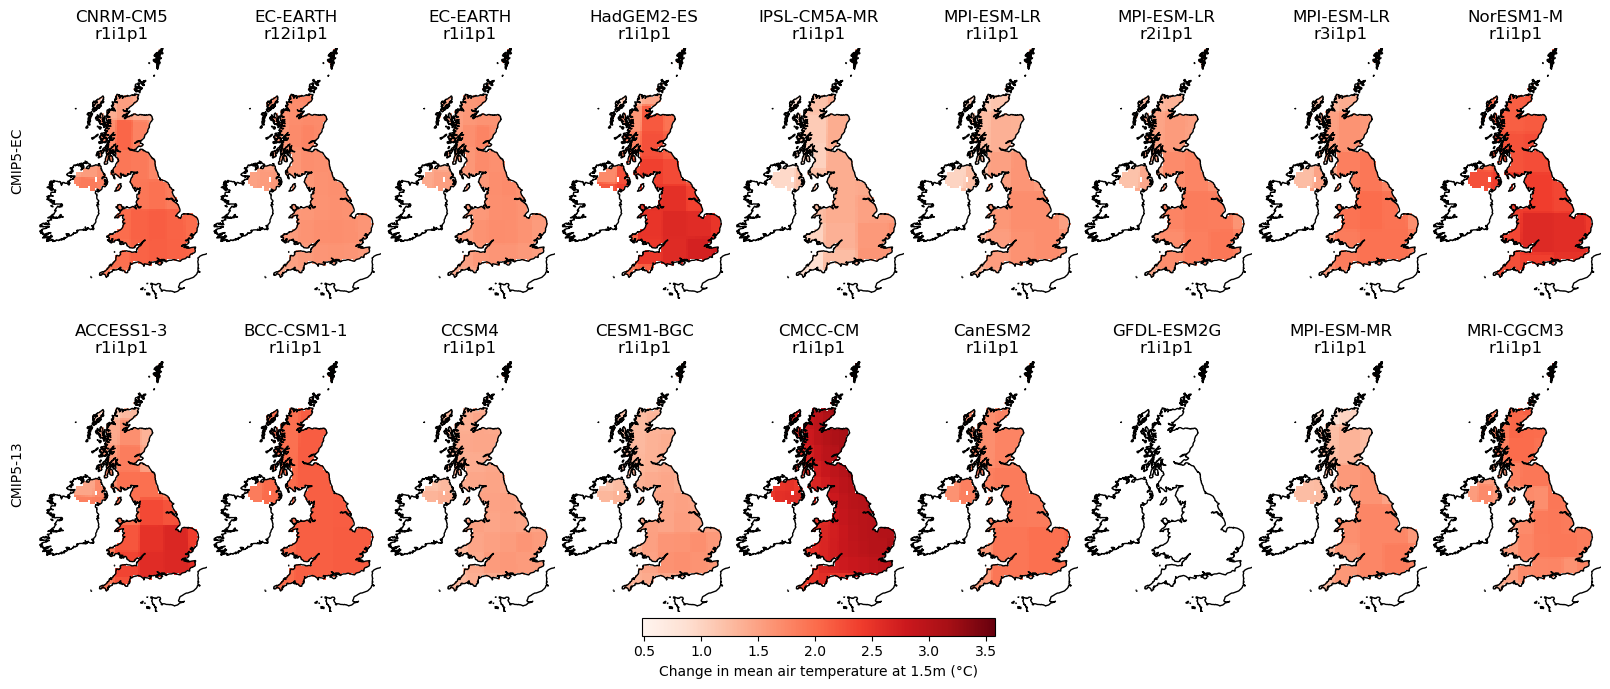 CNRM-CM5
r1i1p1
EC-EARTH
r12i1p1
EC-EARTH
r1i1p1
HadGEM2-ES
r1i1p1
IPSL-CM5A-MR
r1i1p1
MPI-ESM-LR
r1i1p1
MPI-ESM-LR
r2i1p1
MPI-ESM-LR
r3i1p1
NorESM1-M
r1i1p1
CMIP5-EC
ACCESS1-3
r1i1p1
BCC-CSM1-1
r1i1p1
CCSM4
r1i1p1
CESM1-BGC
r1i1p1
CMCC-CM
r1i1p1
CanESM2
r1i1p1
GFDL-ESM2G
r1i1p1
MPI-ESM-MR
r1i1p1
MRI-CGCM3
r1i1p1
CMIP5-13
0.5 1.0 1.5 2.0 2.5 3.0 3.5
Change in mean air temperature at 1.5m (°C)